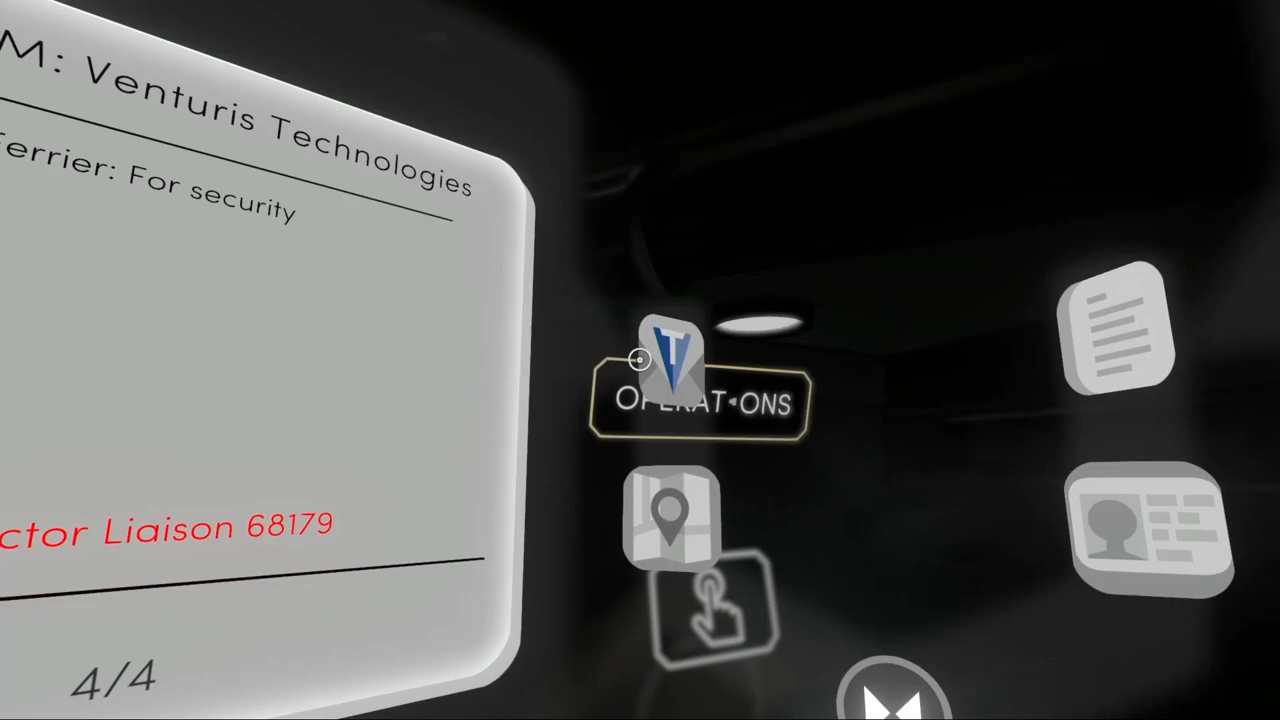 M: Venturis Technologies
Ferrier: For security
ctor Liaison 68179
4/4
T
OPERATIONS